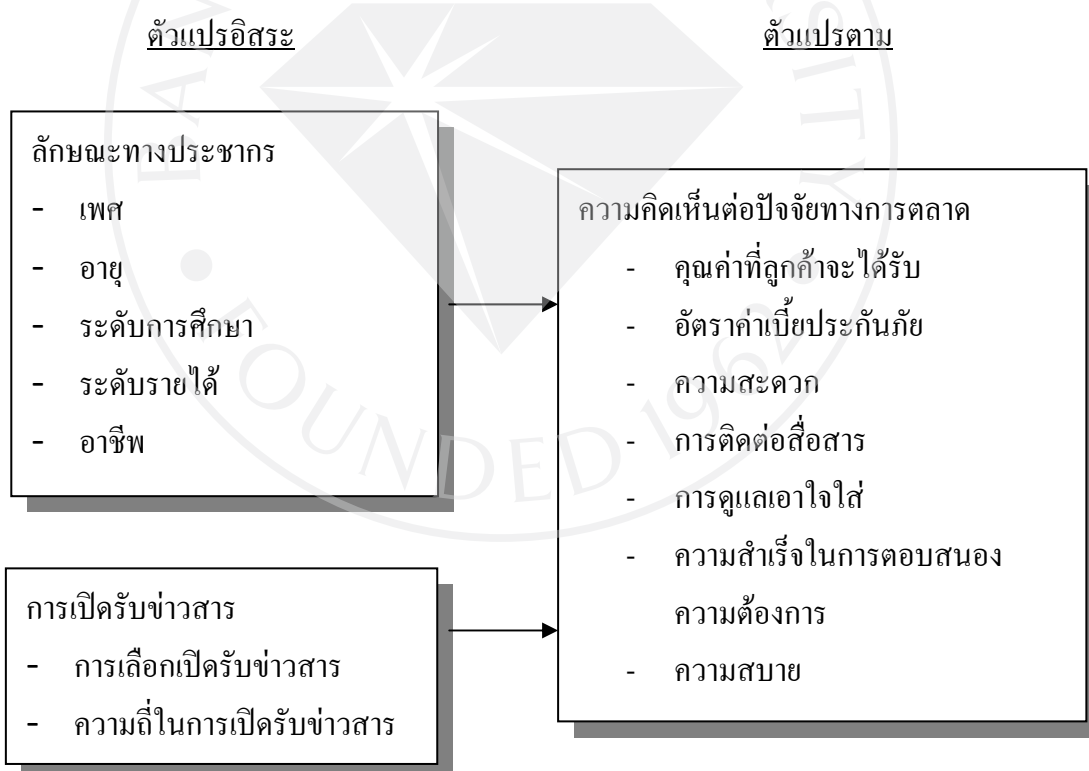 ตัวแปรอิสระ
ตัวแปรตาม
ลักษณะทางประชากร
- เพศ
- อายุ
- ระดับการศึกษา
- ระดับรายได้
- อาชีพ
การเปิดรับข่าวสาร
- การเลือกเปิดรับข่าวสาร
- ความถี่ในการเปิดรับข่าวสาร
ความคิดเห็นต่อปัจจัยทางการตลาด
- คุณค่าที่ลูกค้าจะได้รับ
- อัตราค่าเบี้ยประกันภัย
- ความสะดวก
- การติดต่อสื่อสาร
- การดูแลเอาใจใส่
- ความสำเร็จในการตอบสนอง
ความต้องการ
- ความสบาย
FOUNDED 1962